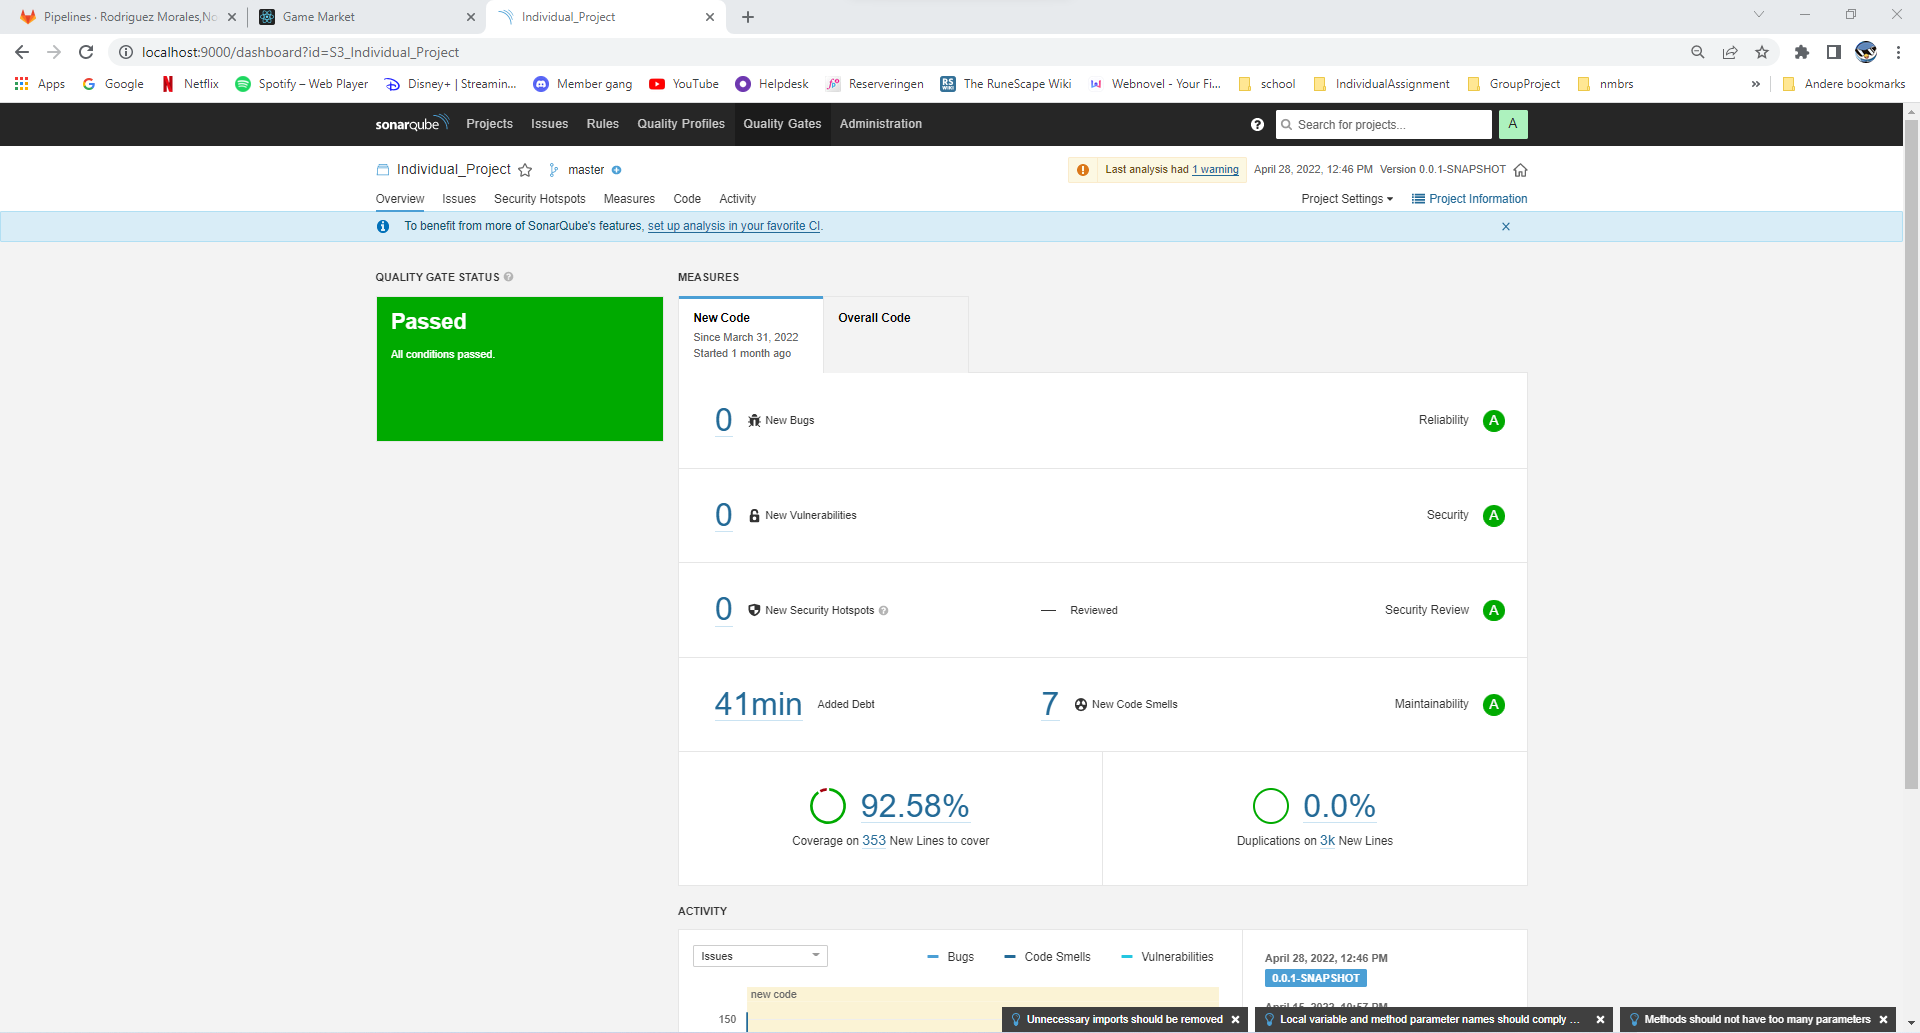 Pipelines · Rodriguez Morales,No
Game Market
Individual_Project
localhost:9000/dashboard?id=S3_Individual_Project
Apps
Google
Netflix
Spotify – Web Player
Disney+ | Streamin...
Member gang
YouTube
Helpdesk
Reserveringen
The RuneScape Wiki
Webnovel - Your Fi...
school
IndividualAssignment
GroupProject
nmbrs
»
Andere bookmarks
sonarqube
Projects
Issues
Rules
Quality Profiles
Quality Gates
Administration
Search for projects...
A
Individual_Project
master
Last analysis had 1 warning
April 28, 2022, 12:46 PM
Version 0.0.1-SNAPSHOT
Overview
Issues
Security Hotspots
Measures
Code
Activity
Project Settings
Project Information
To benefit from more of SonarQube's features, set up analysis in your favorite CI.
QUALITY GATE STATUS
MEASURES
Passed
All conditions passed.
New Code
Since March 31, 2022
Started 1 month ago
Overall Code
0
New Bugs
Reliability
A
0
New Vulnerabilities
Security
A
0
New Security Hotspots
—
Reviewed
Security Review
A
41min
Added Debt
7
New Code Smells
Maintainability
A
92.58%
Coverage on 353 New Lines to cover
0.0%
Duplications on 3k New Lines
ACTIVITY
Issues
Bugs
Code Smells
Vulnerabilities
new code
150
April 28, 2022, 12:46 PM
0.0.1-SNAPSHOT
April 15, 2022, 10:57 PM
Unnecessary imports should be removed
Local variable and method parameter names should comply ...
Methods should not have too many parameters